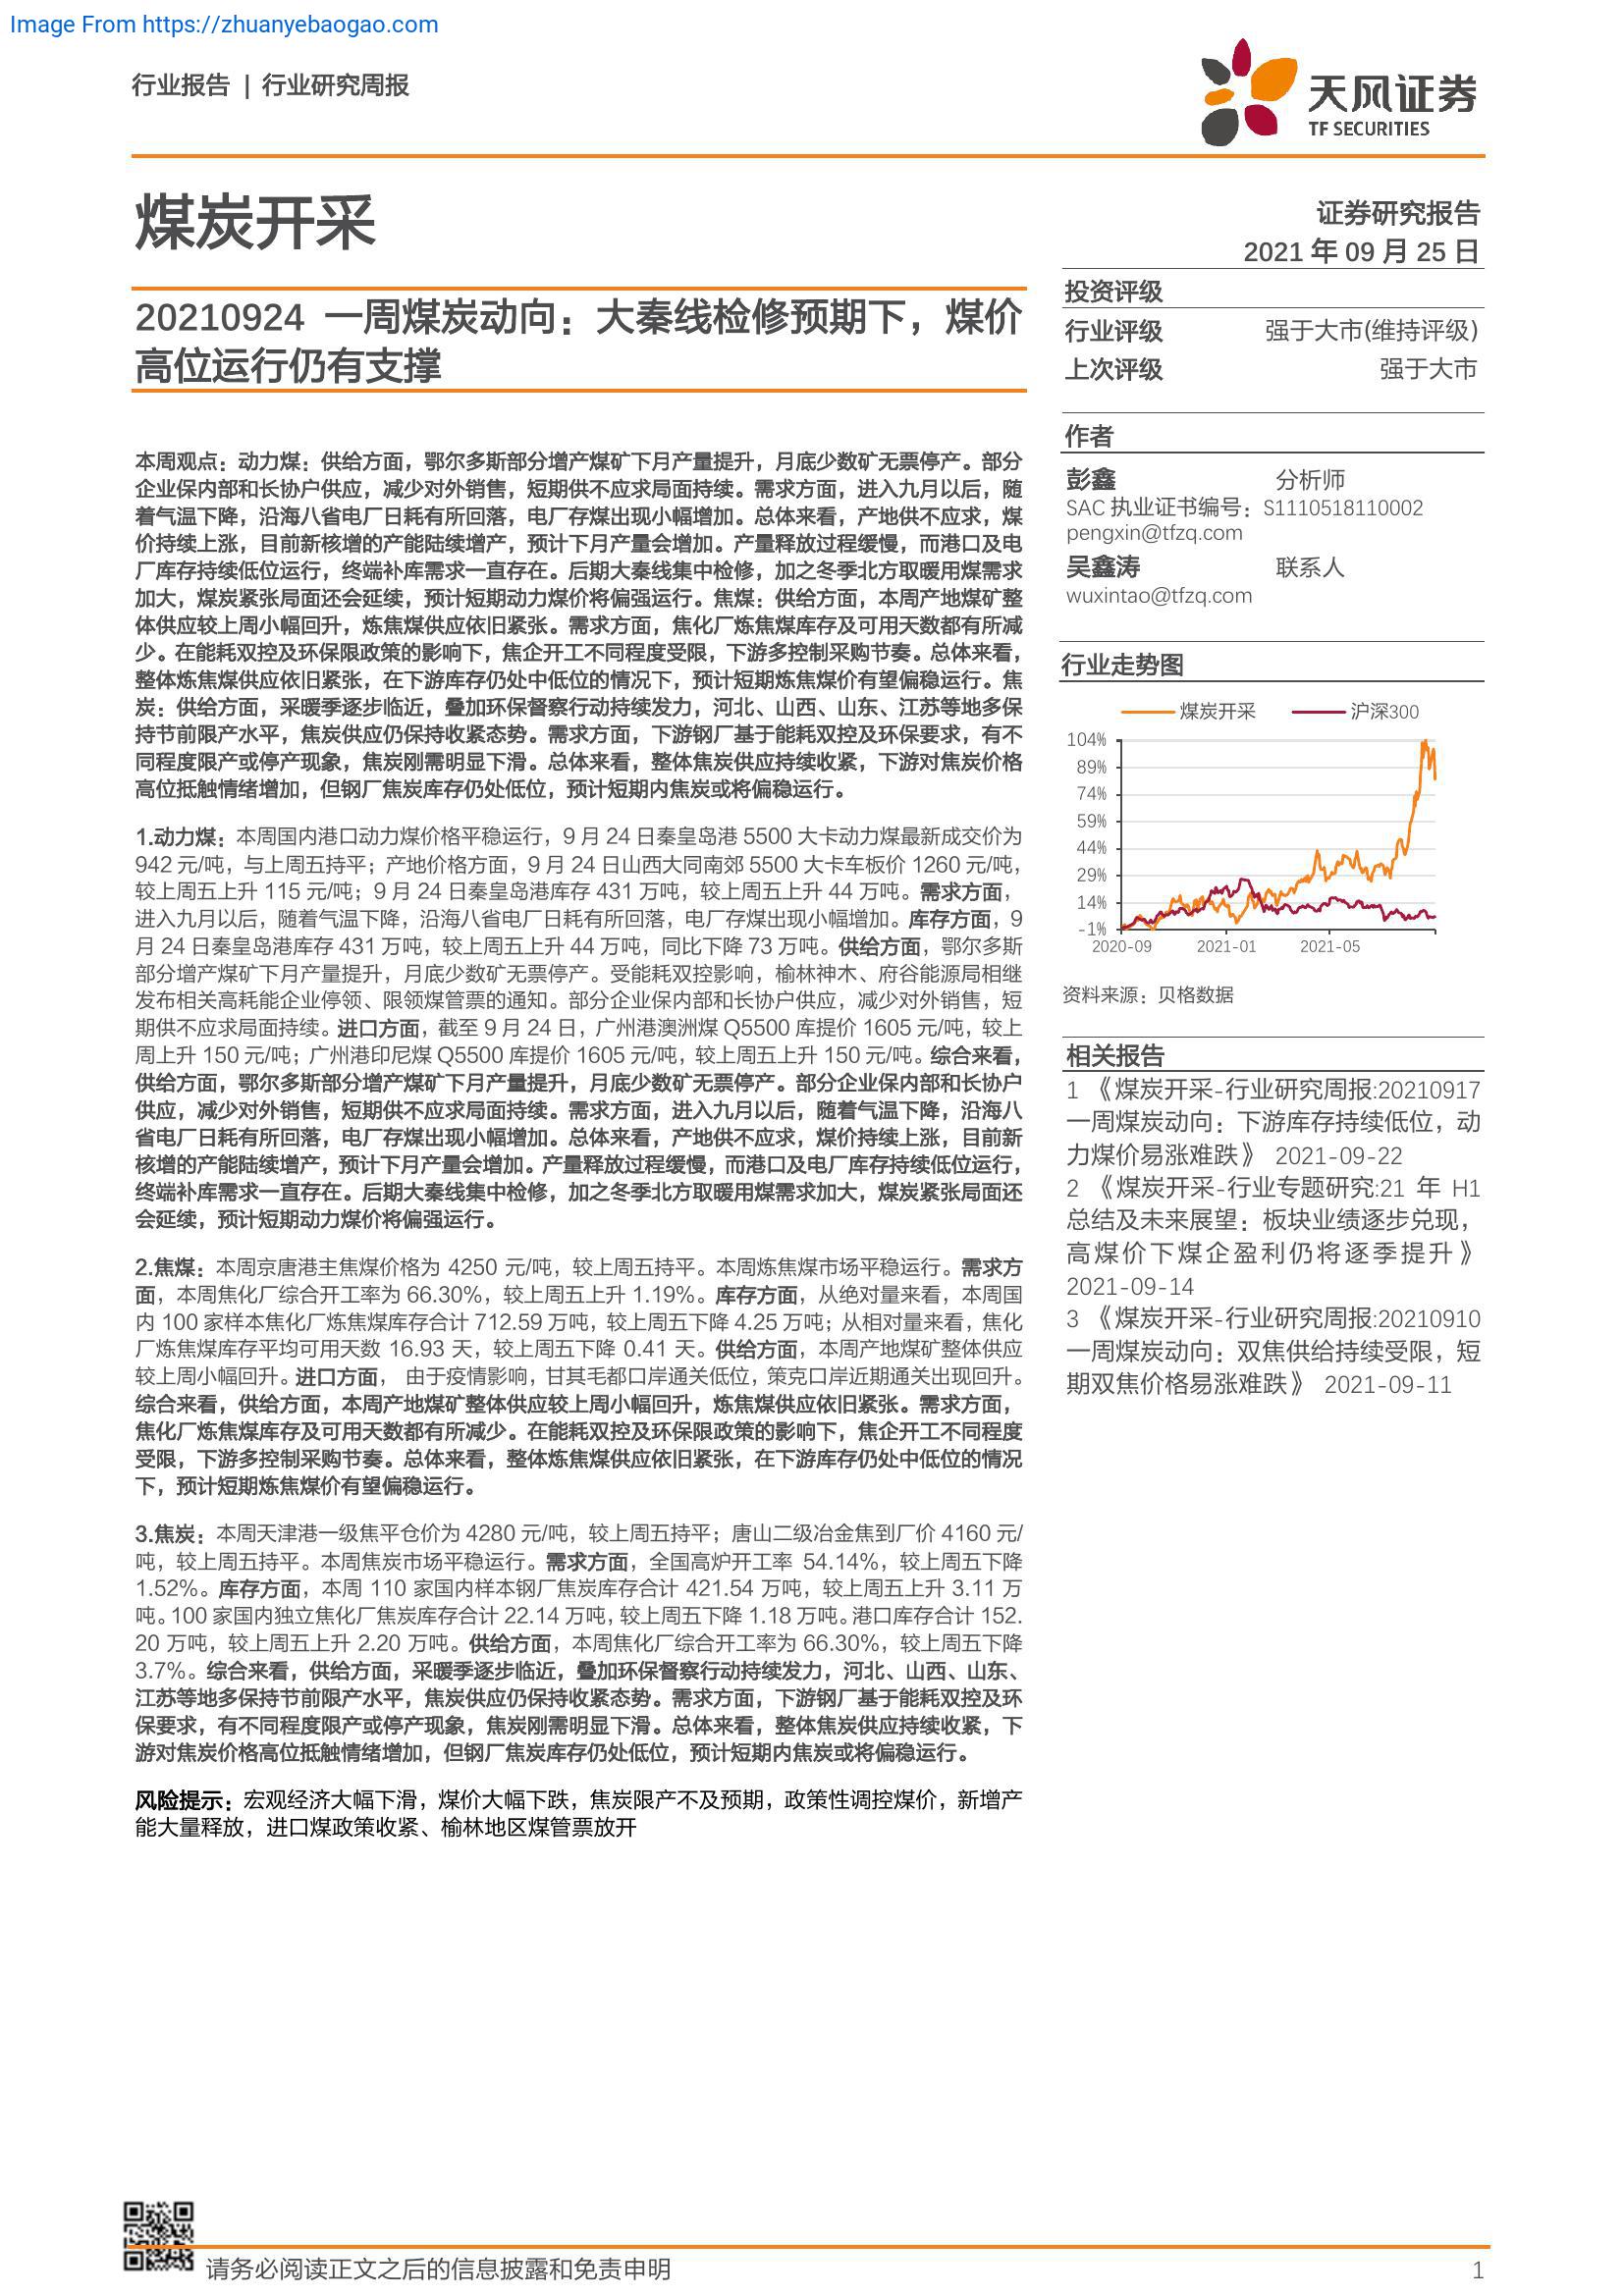 Image From https://zhuanyebaogao.com
行业报告 | 行业研究周报
天风证券
TF SECURITIES
煤炭开采
证券研究报告
2021 年 09 月 25 日
20210924 一周煤炭动向：大秦线检修预期下，煤价
高位运行仍有支撑
投资评级
行业评级 强于大市(维持评级)
上次评级 强于大市
作者
彭鑫 分析师
SAC 执业证书编号：S1110518110002
pengxin@tfzq.com
吴鑫涛 联系人
wuxintao@tfzq.com
行业走势图
煤炭开采 沪深300
104%
89%
74%
59%
44%
29%
14%
-1%
2020-09 2021-01 2021-05
资料来源：贝格数据
相关报告
1 《煤炭开采-行业研究周报:20210917
一周煤炭动向：下游库存持续低位，动
力煤价易涨难跌》 2021-09-22
2 《煤炭开采-行业专题研究:21 年 H1
总结及未来展望：板块业绩逐步兑现，
高煤价下煤企盈利仍将逐季提升》
2021-09-14
3 《煤炭开采-行业研究周报:20210910
一周煤炭动向：双焦供给持续受限，短
期双焦价格易涨难跌》 2021-09-11
本周观点：动力煤：供给方面，鄂尔多斯部分增产煤矿下月产量提升，月底少数矿无票停产。部分
企业保内部和长协户供应，减少对外销售，短期供不应求局面持续。需求方面，进入九月以后，随
着气温下降，沿海八省电厂日耗有所回落，电厂存煤出现小幅增加。总体来看，产地供不应求，煤
价持续上涨，目前新核增的产能陆续增产，预计下月产量会增加。产量释放过程缓慢，而港口及电
厂库存持续低位运行，终端补库需求一直存在。后期大秦线集中检修，加之冬季北方取暖用煤需求
加大，煤炭紧张局面还会延续，预计短期动力煤价将偏强运行。焦煤：供给方面，本周产地煤矿整
体供应较上周小幅回升，炼焦煤供应依旧紧张。需求方面，焦化厂炼焦煤库存及可用天数都有所减
少。在能耗双控及环保限政策的影响下，焦企开工不同程度受限，下游多控制采购节奏。总体来看，
整体炼焦煤供应依旧紧张，在下游库存仍处中低位的情况下，预计短期炼焦煤价有望偏稳运行。焦
炭：供给方面，采暖季逐步临近，叠加环保督察行动持续发力，河北、山西、山东、江苏等地多保
持节前限产水平，焦炭供应仍保持收紧态势。需求方面，下游钢厂基于能耗双控及环保要求，有不
同程度限产或停产现象，焦炭刚需明显下滑。总体来看，整体焦炭供应持续收紧，下游对焦炭价格
高位抵触情绪增加，但钢厂焦炭库存仍处低位，预计短期内焦炭或将偏稳运行。
1.动力煤：本周国内港口动力煤价格平稳运行，9 月 24 日秦皇岛港 5500 大卡动力煤最新成交价为
942 元/吨，与上周五持平；产地价格方面，9 月 24 日山西大同南郊 5500 大卡车板价 1260 元/吨，
较上周五上升 115 元/吨；9 月 24 日秦皇岛港库存 431 万吨，较上周五上升 44 万吨。需求方面，
进入九月以后，随着气温下降，沿海八省电厂日耗有所回落，电厂存煤出现小幅增加。库存方面，9
月 24 日秦皇岛港库存 431 万吨，较上周五上升 44 万吨，同比下降 73 万吨。供给方面，鄂尔多斯
部分增产煤矿下月产量提升，月底少数矿无票停产。受能耗双控影响，榆林神木、府谷能源局相继
发布相关高耗能企业停领、限领煤管票的通知。部分企业保内部和长协户供应，减少对外销售，短
期供不应求局面持续。进口方面，截至 9 月 24 日，广州港澳洲煤 Q5500 库提价 1605 元/吨，较上
周上升 150 元/吨；广州港印尼煤 Q5500 库提价 1605 元/吨，较上周五上升 150 元/吨。综合来看，
供给方面，鄂尔多斯部分增产煤矿下月产量提升，月底少数矿无票停产。部分企业保内部和长协户
供应，减少对外销售，短期供不应求局面持续。需求方面，进入九月以后，随着气温下降，沿海八
省电厂日耗有所回落，电厂存煤出现小幅增加。总体来看，产地供不应求，煤价持续上涨，目前新
核增的产能陆续增产，预计下月产量会增加。产量释放过程缓慢，而港口及电厂库存持续低位运行，
终端补库需求一直存在。后期大秦线集中检修，加之冬季北方取暖用煤需求加大，煤炭紧张局面还
会延续，预计短期动力煤价将偏强运行。
2.焦煤：本周京唐港主焦煤价格为 4250 元/吨，较上周五持平。本周炼焦煤市场平稳运行。需求方
面，本周焦化厂综合开工率为 66.30%，较上周五上升 1.19%。库存方面，从绝对量来看，本周国
内 100 家样本焦化厂炼焦煤库存合计 712.59 万吨，较上周五下降 4.25 万吨；从相对量来看，焦化
厂炼焦煤库存平均可用天数 16.93 天，较上周五下降 0.41 天。供给方面，本周产地煤矿整体供应
较上周小幅回升。进口方面， 由于疫情影响，甘其毛都口岸通关低位，策克口岸近期通关出现回升。
综合来看，供给方面，本周产地煤矿整体供应较上周小幅回升，炼焦煤供应依旧紧张。需求方面，
焦化厂炼焦煤库存及可用天数都有所减少。在能耗双控及环保限政策的影响下，焦企开工不同程度
受限，下游多控制采购节奏。总体来看，整体炼焦煤供应依旧紧张，在下游库存仍处中低位的情况
下，预计短期炼焦煤价有望偏稳运行。
3.焦炭：本周天津港一级焦平仓价为 4280 元/吨，较上周五持平；唐山二级冶金焦到厂价 4160 元/
吨，较上周五持平。本周焦炭市场平稳运行。需求方面，全国高炉开工率 54.14%，较上周五下降
1.52%。库存方面，本周 110 家国内样本钢厂焦炭库存合计 421.54 万吨，较上周五上升 3.11 万
吨。100 家国内独立焦化厂焦炭库存合计 22.14 万吨，较上周五下降 1.18 万吨。港口库存合计 152.
20 万吨，较上周五上升 2.20 万吨。供给方面，本周焦化厂综合开工率为 66.30%，较上周五下降
3.7%。综合来看，供给方面，采暖季逐步临近，叠加环保督察行动持续发力，河北、山西、山东、
江苏等地多保持节前限产水平，焦炭供应仍保持收紧态势。需求方面，下游钢厂基于能耗双控及环
保要求，有不同程度限产或停产现象，焦炭刚需明显下滑。总体来看，整体焦炭供应持续收紧，下
游对焦炭价格高位抵触情绪增加，但钢厂焦炭库存仍处低位，预计短期内焦炭或将偏稳运行。
风险提示：宏观经济大幅下滑，煤价大幅下跌，焦炭限产不及预期，政策性调控煤价，新增产
能大量释放，进口煤政策收紧、榆林地区煤管票放开
请务必阅读正文之后的信息披露和免责申明 1